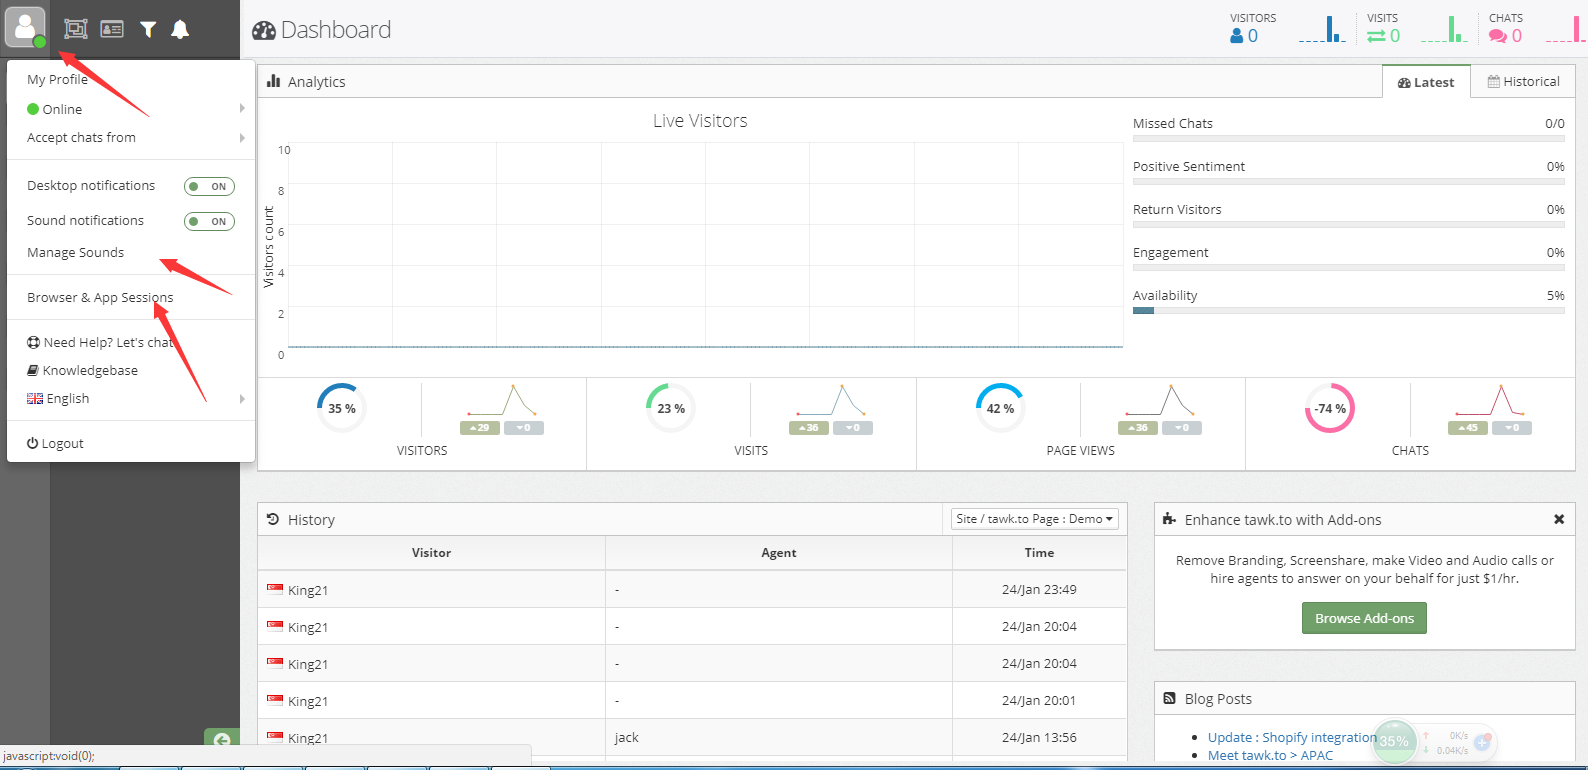 Dashboard
VISITORS
0
VISITS
0
CHATS
0
My Profile
Online
Accept chats from
Desktop notifications ON
Sound notifications ON
Manage Sounds
Browser & App Sessions
Need Help? Let's chat
Knowledgebase
English
Logout
Analytics
Latest
Historical
Live Visitors
Visitors count
10
8
6
4
2
0
Missed Chats 0/0
Positive Sentiment 0%
Return Visitors 0%
Engagement 0%
Availability 5%
35 %
29 0
VISITORS
23 %
36 0
VISITS
42 %
36 0
PAGE VIEWS
-74 %
45 0
CHATS
History
Site / tawk.to Page : Demo
Visitor Agent Time
King21 - 24/Jan 23:49
King21 - 24/Jan 20:04
King21 - 24/Jan 20:04
King21 - 24/Jan 20:01
King21 jack 24/Jan 13:56
Enhance tawk.to with Add-ons
Remove Branding, Screenshare, make Video and Audio calls or
hire agents to answer on your behalf for just $1/hr.
Browse Add-ons
Blog Posts
Update : Shopify integration
Meet tawk.to > APAC
35%
0K/s
0.04K/s
javascript:void(0);